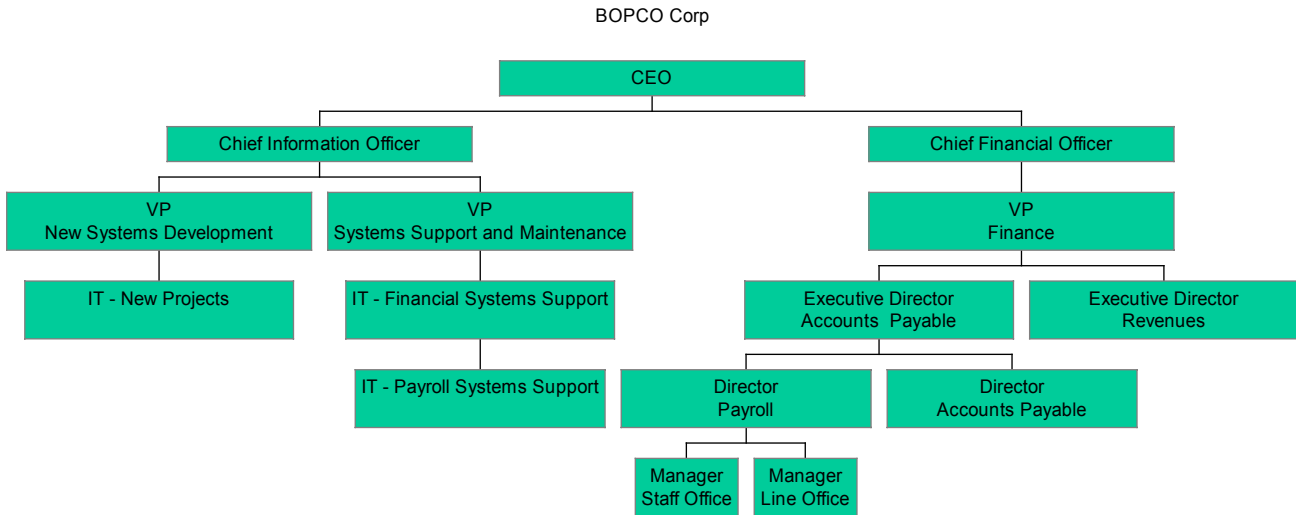 BOPCO Corp
CEO
Chief Information Officer
Chief Financial Officer
VP
New Systems Development
VP
Systems Support and Maintenance
VP
Finance
IT - New Projects
IT - Financial Systems Support
Executive Director
Accounts Payable
Executive Director
Revenues
IT - Payroll Systems Support
Director
Payroll
Director
Accounts Payable
Manager
Staff Office
Manager
Line Office